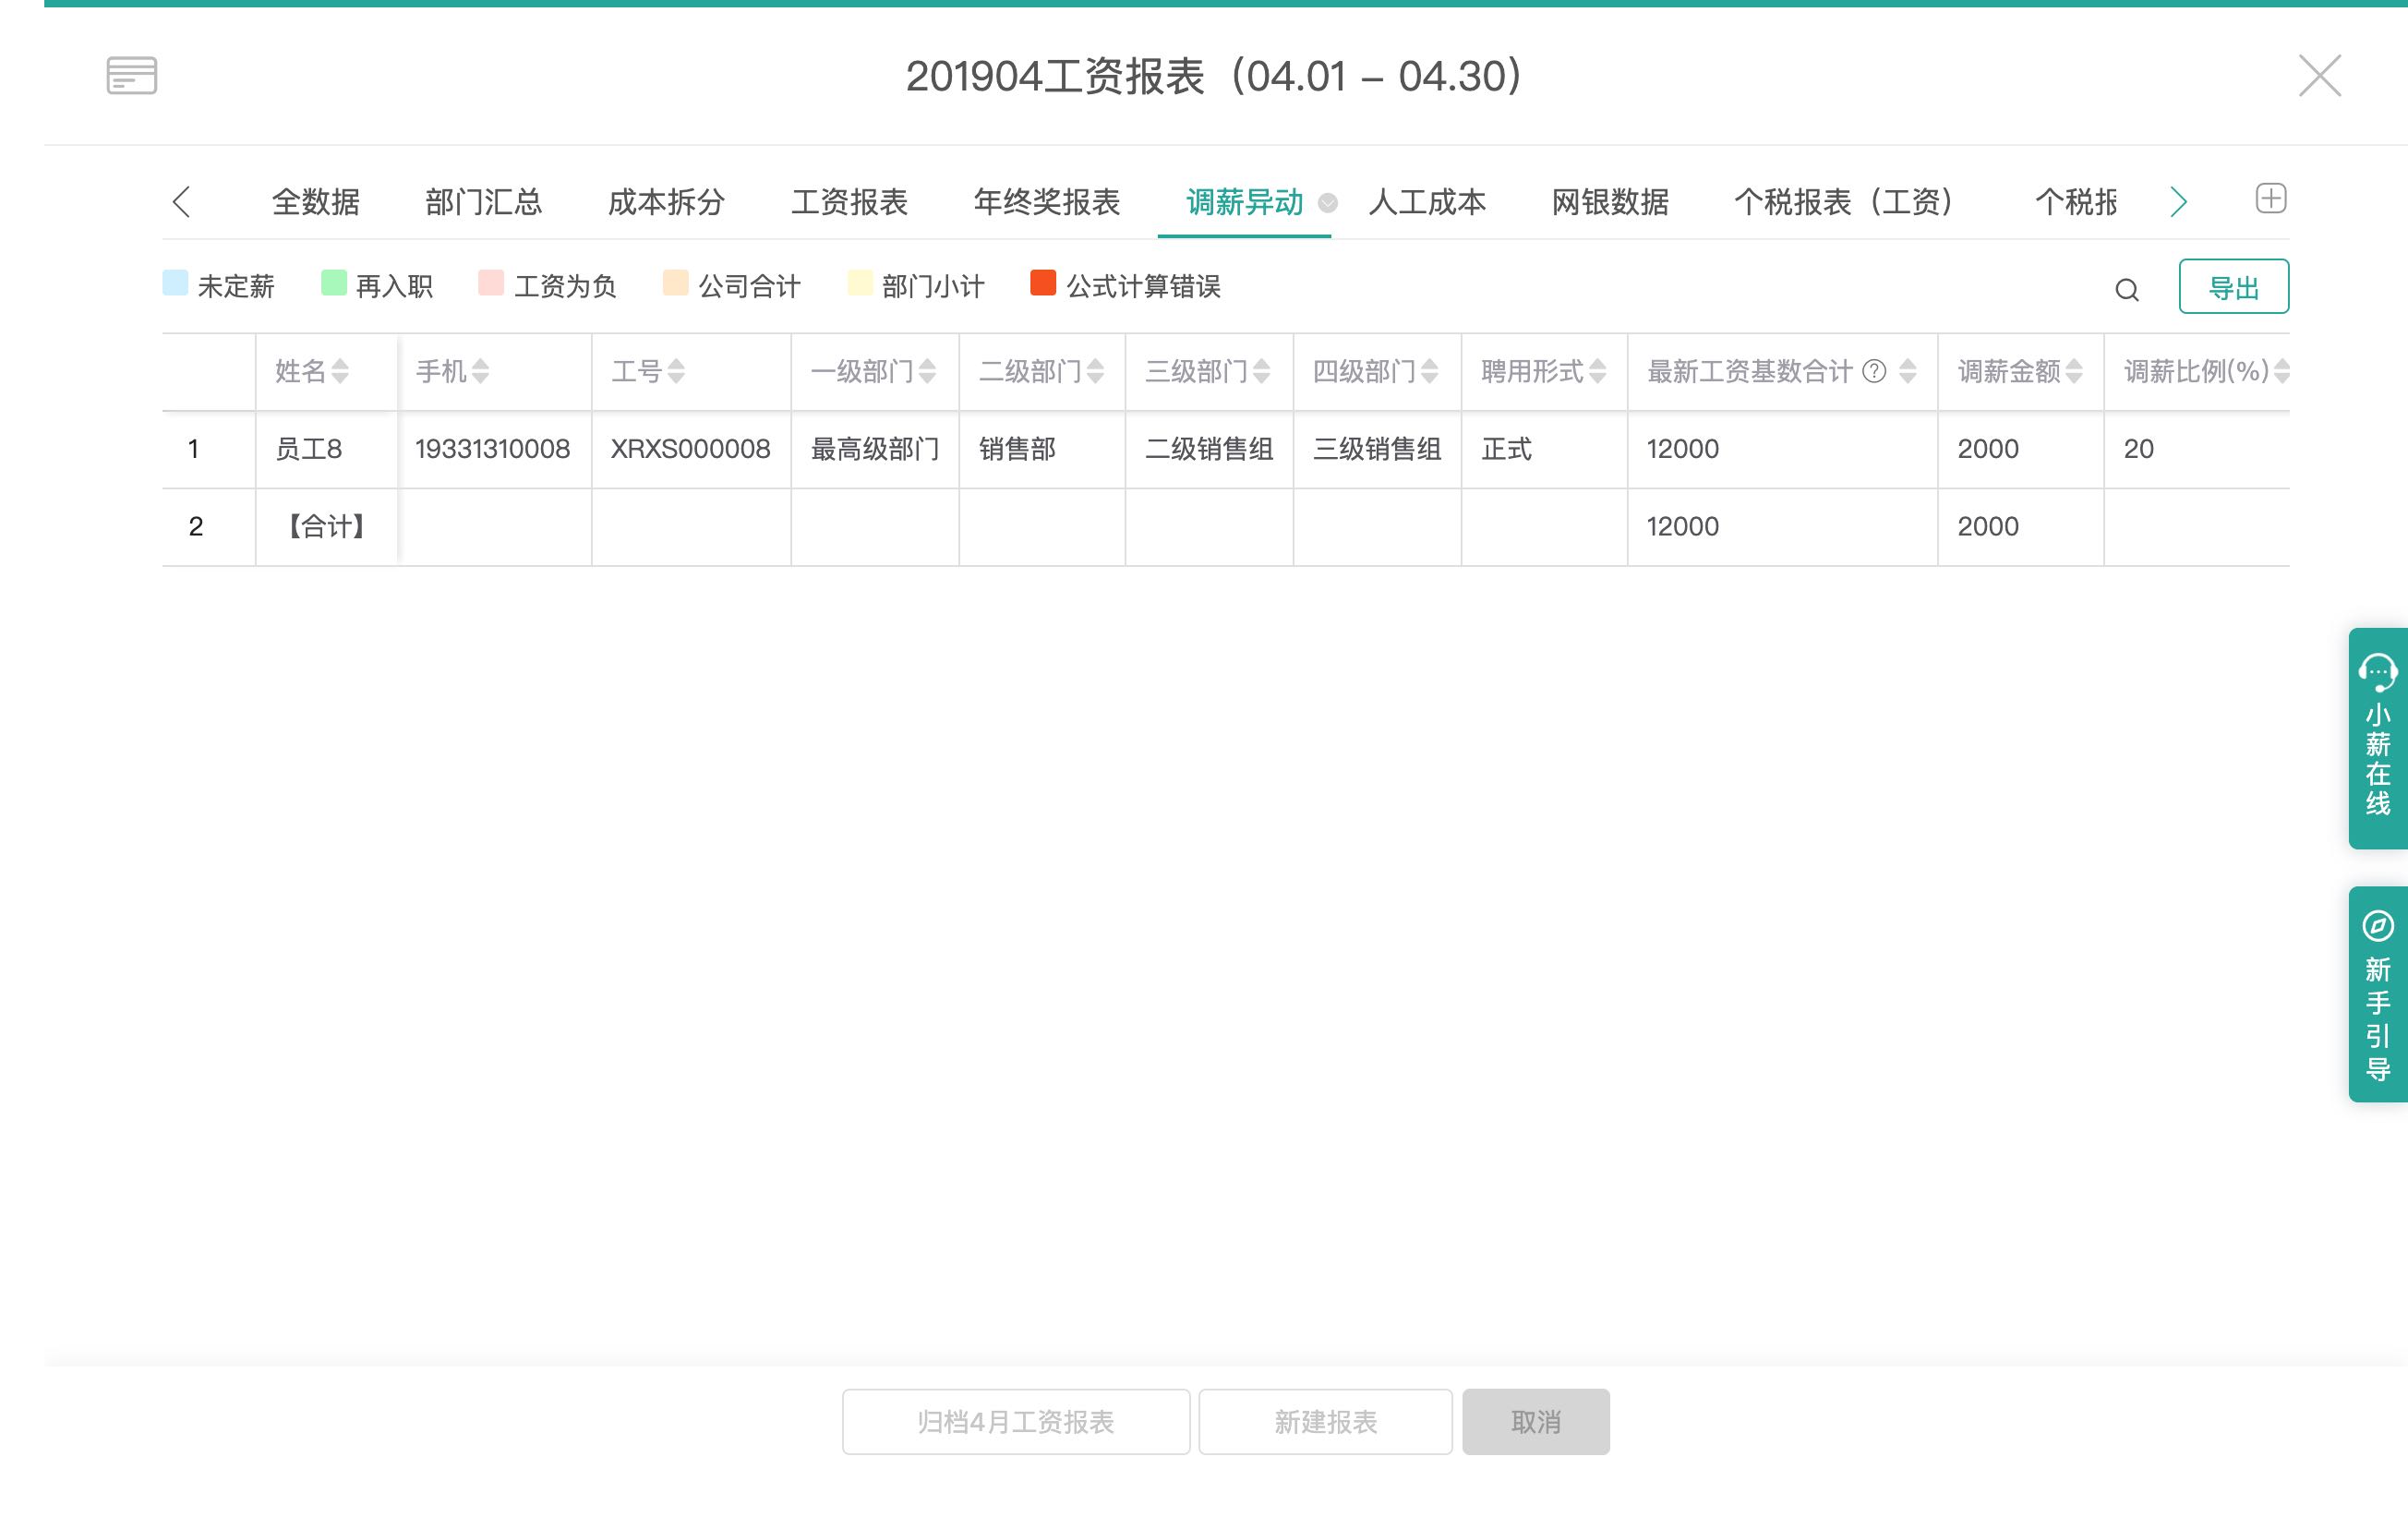 201904工资报表（04.01 – 04.30）
全数据 部门汇总 成本拆分 工资报表 年终奖报表 调薪异动 人工成本 网银数据 个税报表（工资） 个税报
未定薪 再入职 工资为负 公司合计 部门小计 公式计算错误 导出
姓名 手机 工号 一级部门 二级部门 三级部门 四级部门 聘用形式 最新工资基数合计 ? 调薪金额 调薪比例(%)
1 员工8 19331310008 XRXS000008 最高级部门 销售部 二级销售组 三级销售组 正式 12000 2000 20
2 【合计】 12000 2000
小薪在线
新手引导
归档4月工资报表 新建报表 取消